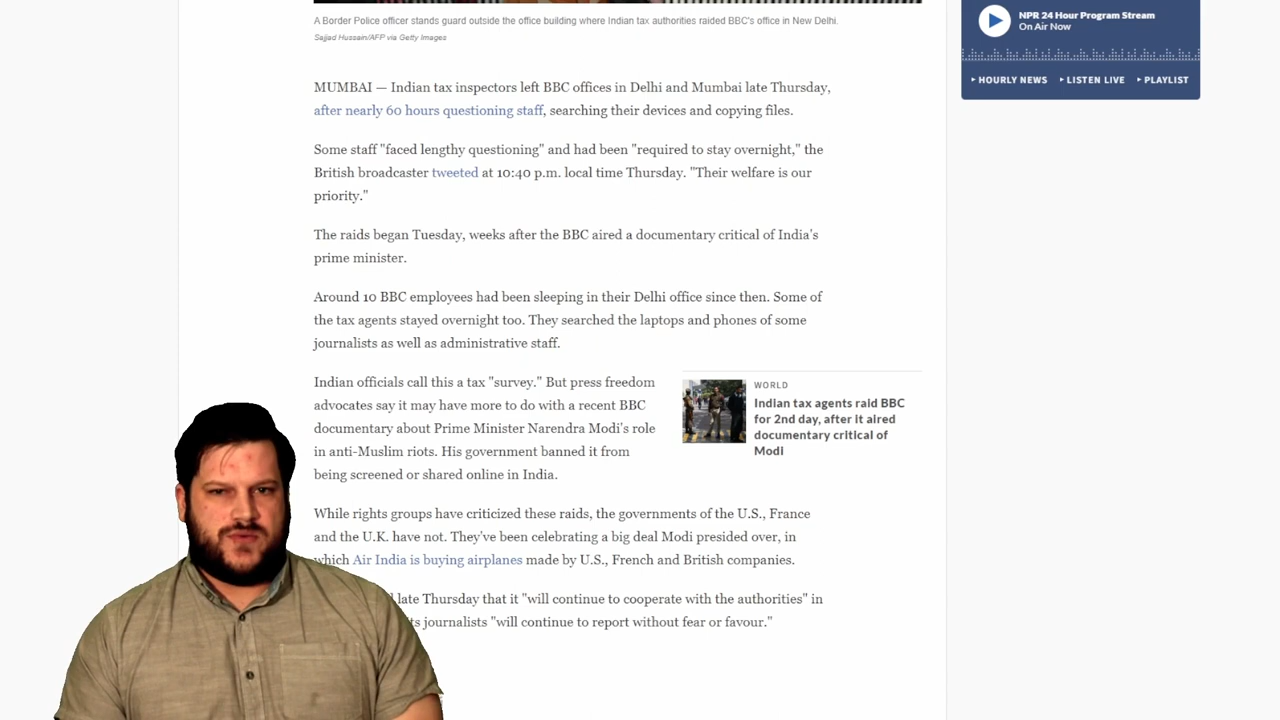 A Border Police officer stands guard outside the office building where Indian tax authorities raided BBC's office in New Delhi.
Sajjad Hussain/AFP via Getty Images
NPR 24 Hour Program Stream
On Air Now
HOURLY NEWS LISTEN LIVE PLAYLIST
MUMBAI — Indian tax inspectors left BBC offices in Delhi and Mumbai late Thursday,
after nearly 60 hours questioning staff, searching their devices and copying files.
Some staff "faced lengthy questioning" and had been "required to stay overnight," the
British broadcaster tweeted at 10:40 p.m. local time Thursday. "Their welfare is our
priority."
The raids began Tuesday, weeks after the BBC aired a documentary critical of India's
prime minister.
Around 10 BBC employees had been sleeping in their Delhi office since then. Some of
the tax agents stayed overnight too. They searched the laptops and phones of some
journalists as well as administrative staff.
Indian officials call this a tax "survey." But press freedom
advocates say it may have more to do with a recent BBC
documentary about Prime Minister Narendra Modi's role
in anti-Muslim riots. His government banned it from
being screened or shared online in India.
WORLD
Indian tax agents raid BBC
for 2nd day, after it aired
documentary critical of
Modi
While rights groups have criticized these raids, the governments of the U.S., France
and the U.K. have not. They've been celebrating a big deal Modi presided over, in
which Air India is buying airplanes made by U.S., French and British companies.
late Thursday that it "will continue to cooperate with the authorities" in
journalists "will continue to report without fear or favour."